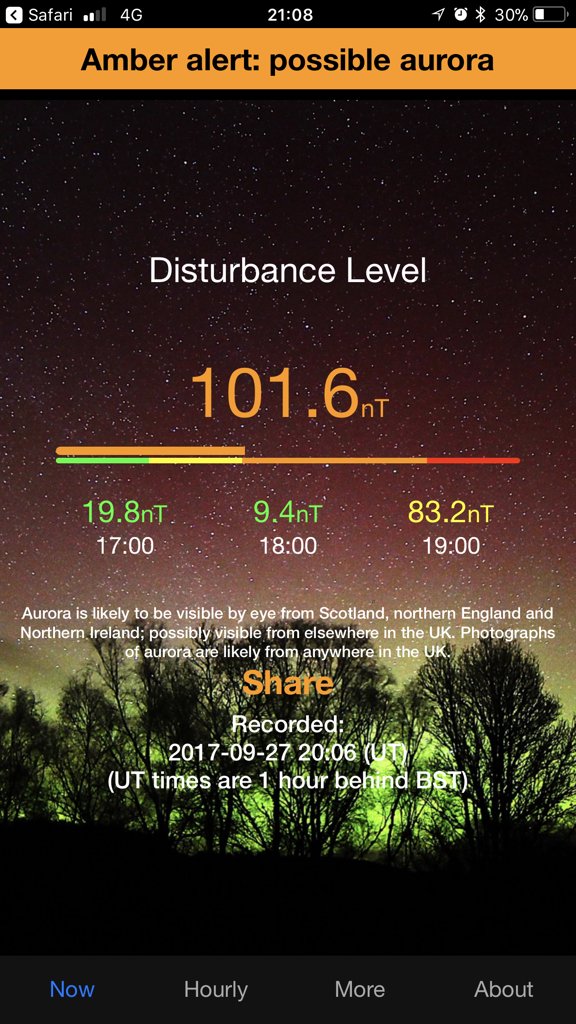 Safari 4G 21:08 30%
Amber alert: possible aurora
Disturbance Level
101.6nT
19.8nT 9.4nT 83.2nT
17:00 18:00 19:00
Aurora is likely to be visible by eye from Scotland, northern England and
Northern Ireland; possibly visible from elsewhere in the UK. Photographs
of aurora are likely from anywhere in the UK.
Share
Recorded:
2017-09-27 20:06 (UT)
(UT times are 1 hour behind BST)
Now Hourly More About